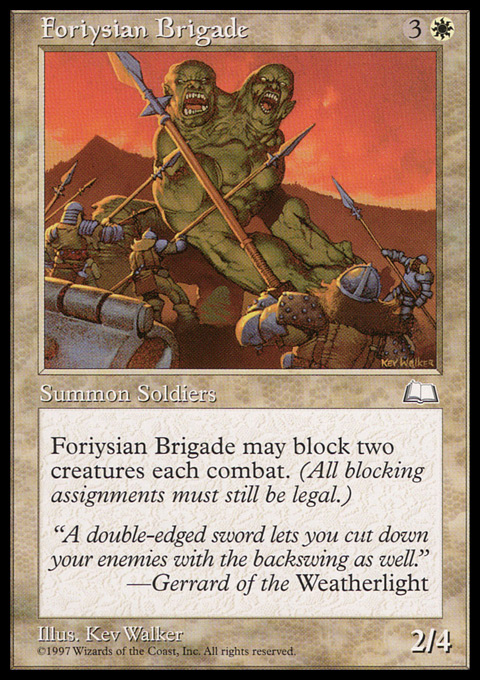 Foriysian Brigade 3
Kev Walker
Summon Soldiers
Foriysian Brigade may block two
creatures each combat. (All blocking
assignments must still be legal.)
“A double-edged sword lets you cut down
your enemies with the backswing as well.”
—Gerrard of the Weatherlight
Illus. Kev Walker
2/4
©1997 Wizards of the Coast, Inc. All rights reserved.